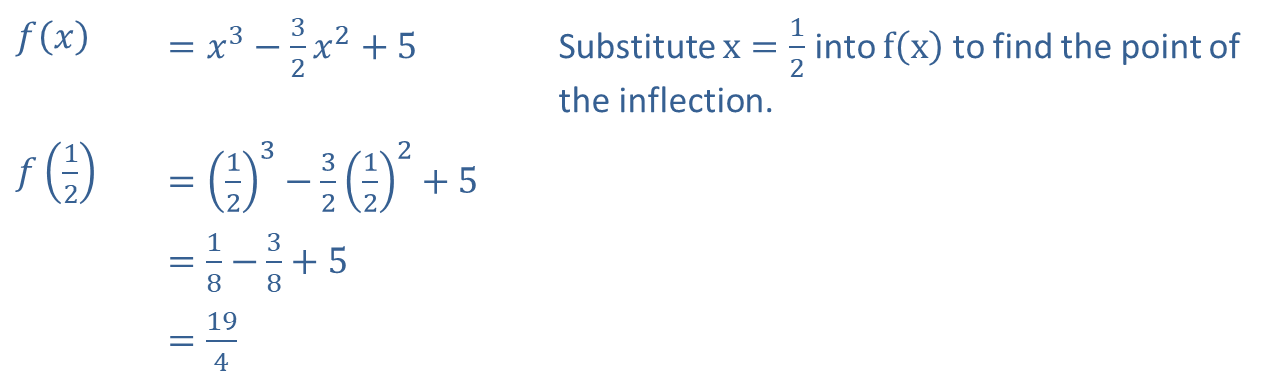 f(x) = x³ − 3/2 x² + 5 Substitute x = 1/2 into f(x) to find the point of
the inflection.
f(1/2) = (1/2)³ − 3/2 (1/2)² + 5
= 1/8 − 3/8 + 5
= 19/4